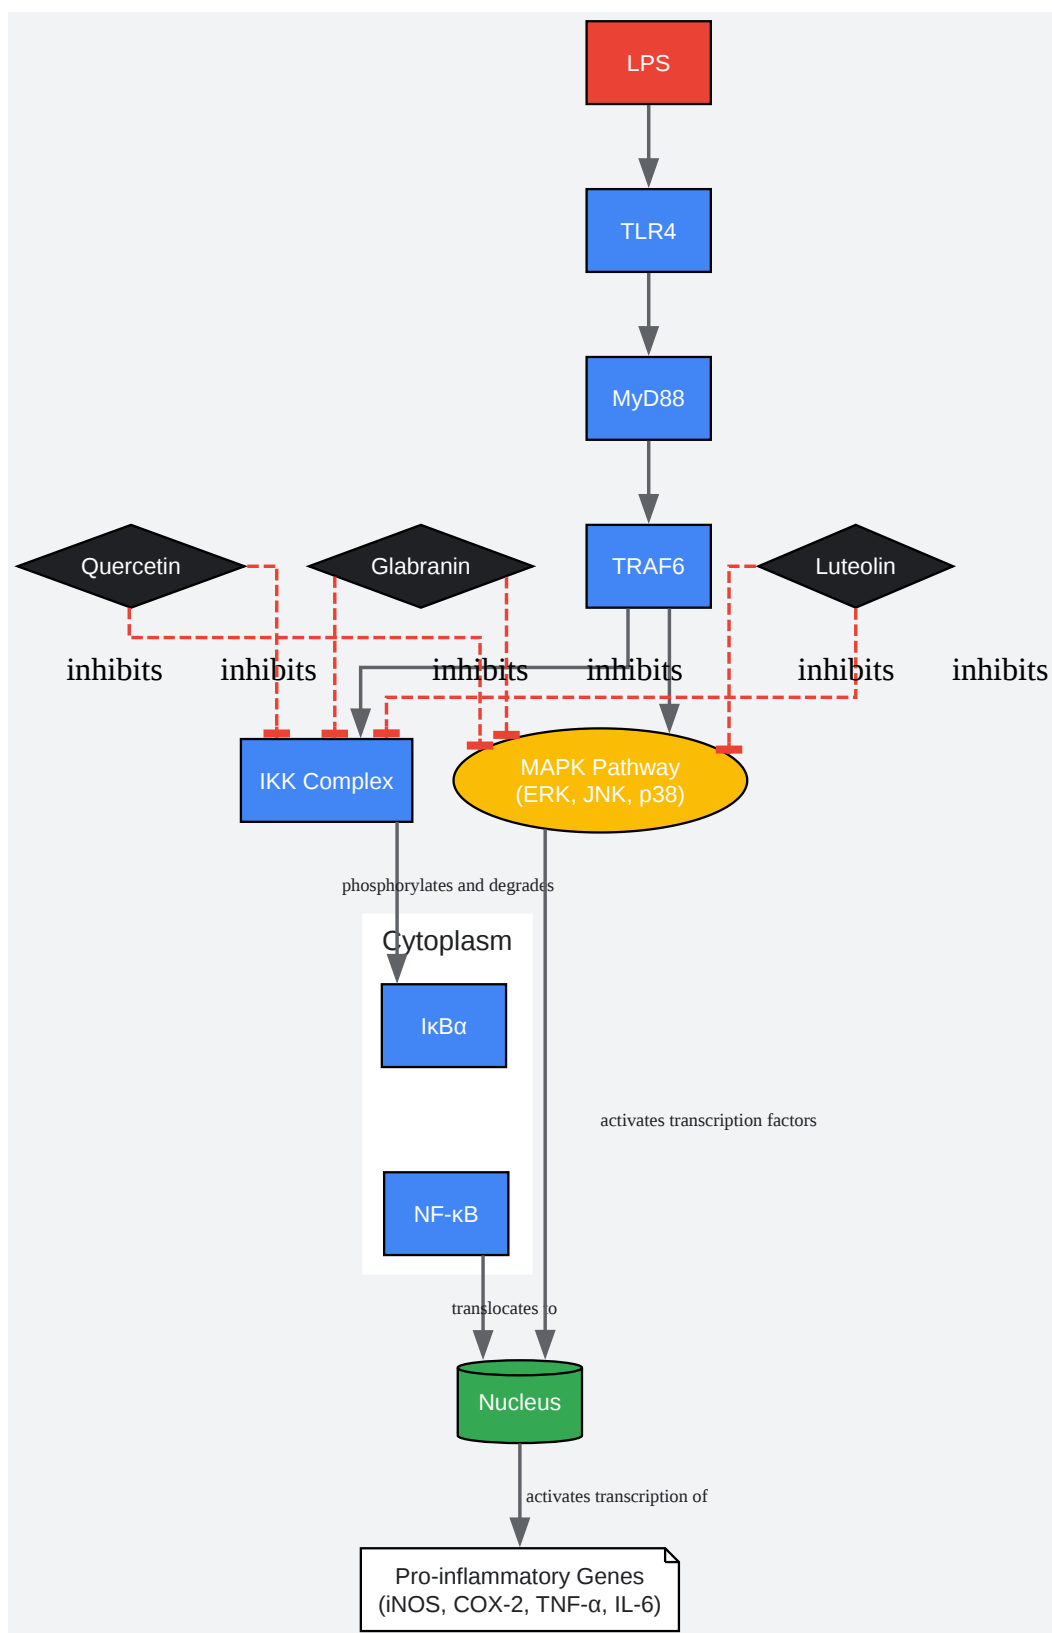 LPS
TLR4
MyD88
Quercetin
Glabranin
TRAF6
Luteolin
inhibits
inhibits
inhibits
inhibits
inhibits
inhibits
IKK Complex
MAPK Pathway
(ERK, JNK, p38)
phosphorylates and degrades
Cytoplasm
IκBα
activates transcription factors
NF-κB
translocates to
Nucleus
activates transcription of
Pro-inflammatory Genes
(iNOS, COX-2, TNF-α, IL-6)